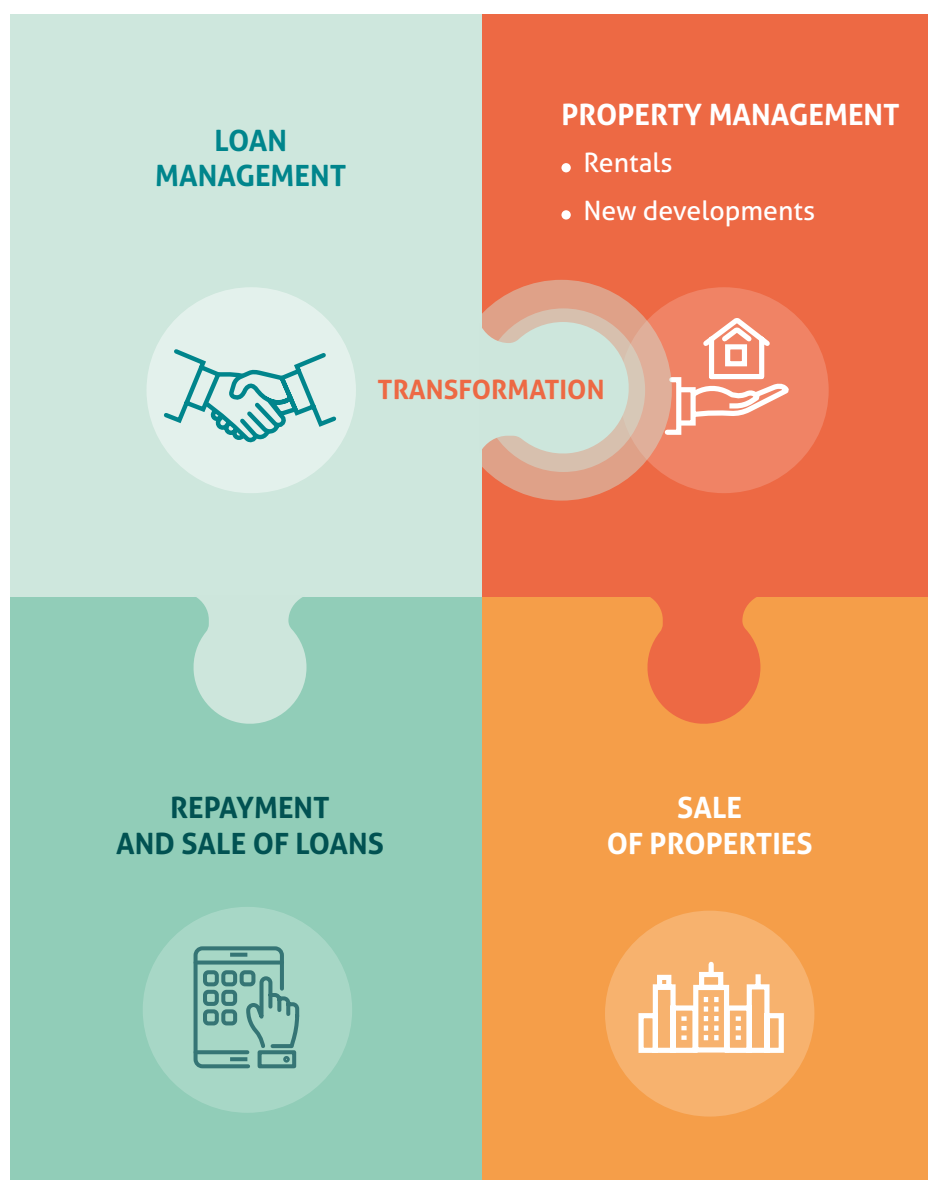 LOAN
MANAGEMENT
PROPERTY MANAGEMENT
• Rentals
• New developments
TRANSFORMATION
REPAYMENT
AND SALE OF LOANS
SALE
OF PROPERTIES